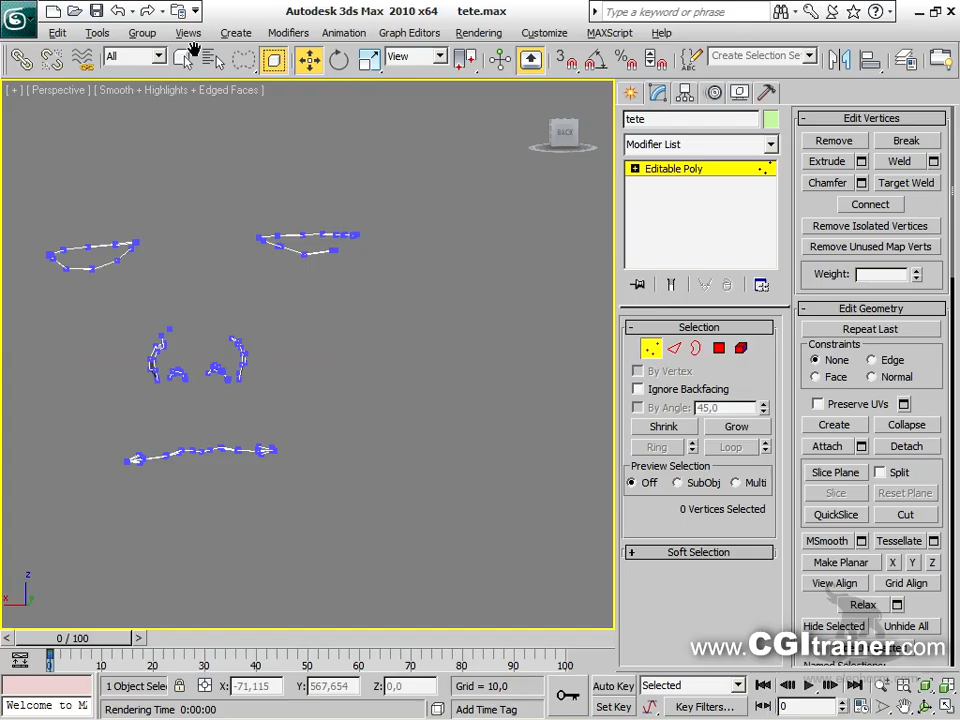 Autodesk 3ds Max 2010 x64 tete.max
Type a keyword or phrase
Edit Tools Group Views Create Modifiers Animation Graph Editors Rendering Customize MAXScript Help
All View 3 Create Selection Se
[ + ] [ Perspective ] [ Smooth + Highlights + Edged Faces ]
BACK
tete
Modifier List
Editable Poly
- Selection
By Vertex
Ignore Backfacing
By Angle: 45,0
Shrink Grow
Ring Loop
Preview Selection
Off SubObj Multi
0 Vertices Selected
+ Soft Selection
- Edit Vertices
Remove Break
Extrude Weld
Chamfer Target Weld
Connect
Remove Isolated Vertices
Remove Unused Map Verts
Weight:
- Edit Geometry
Repeat Last
Constraints
None Edge
Face Normal
Preserve UVs
Create Collapse
Attach Detach
Slice Plane Split
Slice Reset Plane
QuickSlice Cut
MSmooth Tessellate
Make Planar X Y Z
View Align Grid Align
Relax
Hide Selected Unhide All
www.CGItrainer.com
z
x
y
< 0 / 100 >
0 10 20 30 40 50 60 70 80 90 100
1 Object Selec X: -71,115 Y: 567,654 Z: 0,0 Grid = 10,0
Auto Key Selected
Welcome to M Rendering Time 0:00:00 Add Time Tag
Set Key Key Filters... 0